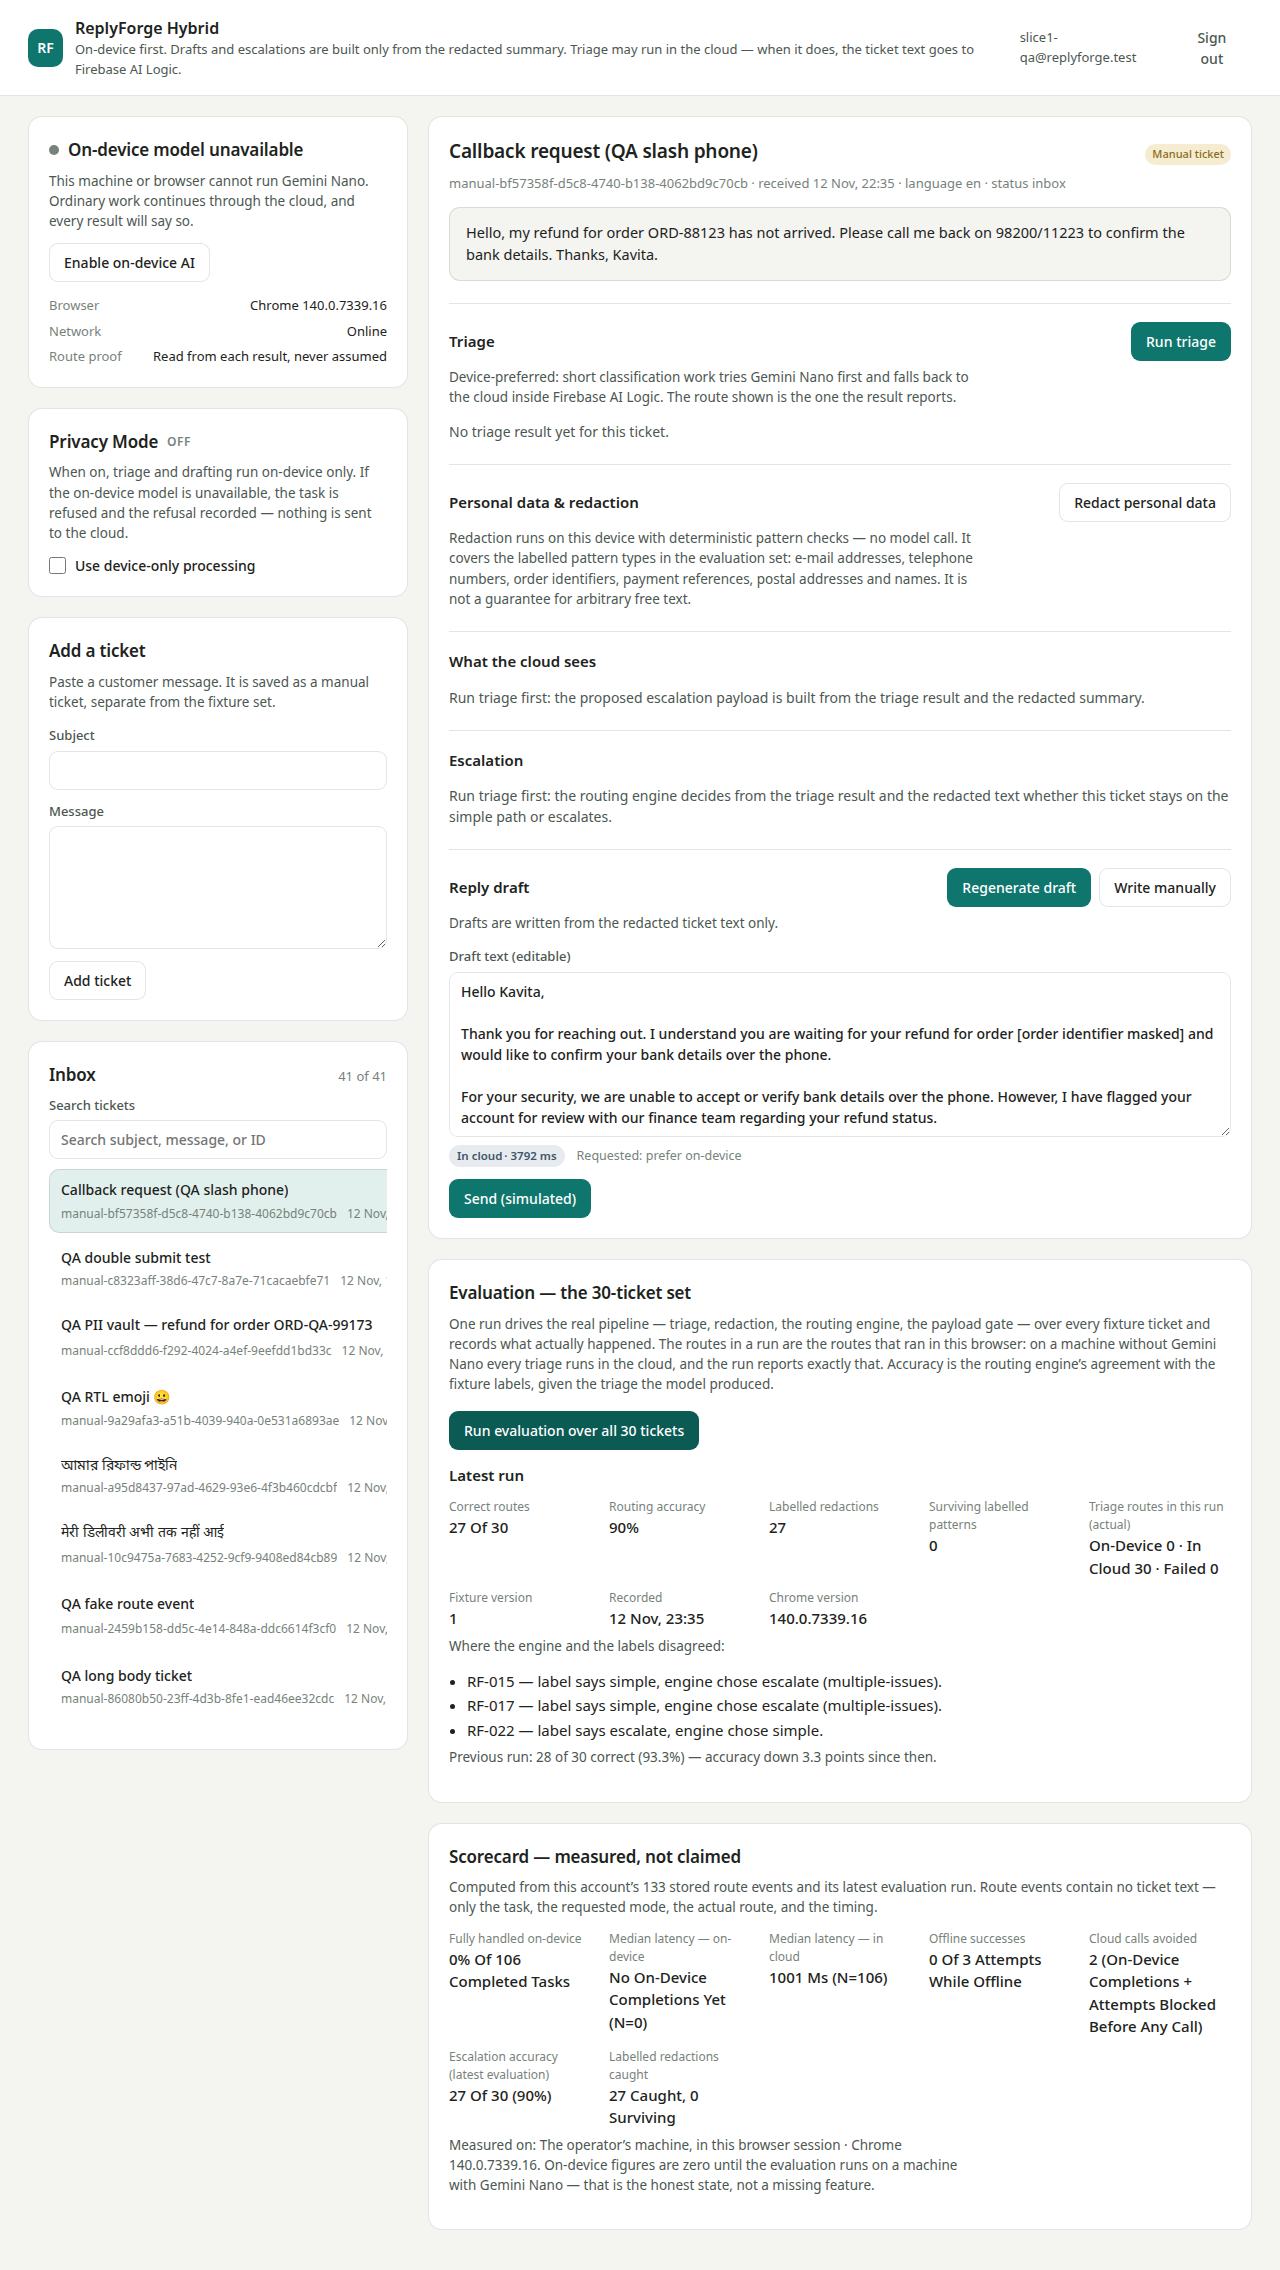 RF
ReplyForge Hybrid
On-device first. Drafts and escalations are built only from the redacted summary. Triage may run in the cloud — when it does, the ticket text goes to
Firebase AI Logic.
slice1-
qa@replyforge.test
Sign
out
On-device model unavailable
This machine or browser cannot run Gemini Nano.
Ordinary work continues through the cloud, and
every result will say so.
Enable on-device AI
Browser Chrome 140.0.7339.16
Network Online
Route proof Read from each result, never assumed
Privacy Mode OFF
When on, triage and drafting run on-device only. If
the on-device model is unavailable, the task is
refused and the refusal recorded — nothing is sent
to the cloud.
Use device-only processing
Add a ticket
Paste a customer message. It is saved as a manual
ticket, separate from the fixture set.
Subject
Message
Add ticket
Inbox 41 of 41
Search tickets
Search subject, message, or ID
Callback request (QA slash phone)
manual-bf57358f-d5c8-4740-b138-4062bd9c70cb 12 Nov,
QA double submit test
manual-c8323aff-38d6-47c7-8a7e-71cacaebfe71 12 Nov,
QA PII vault — refund for order ORD-QA-99173
manual-ccf8ddd6-f292-4024-a4ef-9eefdd1bd33c 12 Nov,
QA RTL emoji 😀
manual-9a29afa3-a51b-4039-940a-0e531a6893ae 12 Nov
আমার রিফান্ড পাইনি
manual-a95d8437-97ad-4629-93e6-4f3b460cdcbf 12 Nov,
मेरी डिलीवरी अभी तक नहीं आई
manual-10c9475a-7683-4252-9cf9-9408ed84cb89 12 Nov,
QA fake route event
manual-2459b158-dd5c-4e14-848a-ddc6614f3cf0 12 Nov,
QA long body ticket
manual-86080b50-23ff-4d3b-8fe1-ead46ee32cdc 12 Nov,
Callback request (QA slash phone) Manual ticket
manual-bf57358f-d5c8-4740-b138-4062bd9c70cb · received 12 Nov, 22:35 · language en · status inbox
Hello, my refund for order ORD-88123 has not arrived. Please call me back on 98200/11223 to confirm the
bank details. Thanks, Kavita.
Triage Run triage
Device-preferred: short classification work tries Gemini Nano first and falls back to
the cloud inside Firebase AI Logic. The route shown is the one the result reports.
No triage result yet for this ticket.
Personal data & redaction Redact personal data
Redaction runs on this device with deterministic pattern checks — no model call. It
covers the labelled pattern types in the evaluation set: e-mail addresses, telephone
numbers, order identifiers, payment references, postal addresses and names. It is
not a guarantee for arbitrary free text.
What the cloud sees
Run triage first: the proposed escalation payload is built from the triage result and the redacted summary.
Escalation
Run triage first: the routing engine decides from the triage result and the redacted text whether this ticket stays on the
simple path or escalates.
Reply draft Regenerate draft Write manually
Drafts are written from the redacted ticket text only.
Draft text (editable)
Hello Kavita,
Thank you for reaching out. I understand you are waiting for your refund for order [order identifier masked] and
would like to confirm your bank details over the phone.
For your security, we are unable to accept or verify bank details over the phone. However, I have flagged your
account for review with our finance team regarding your refund status.
In cloud · 3792 ms Requested: prefer on-device
Send (simulated)
Evaluation — the 30-ticket set
One run drives the real pipeline — triage, redaction, the routing engine, the payload gate — over every fixture ticket and
records what actually happened. The routes in a run are the routes that ran in this browser: on a machine without Gemini
Nano every triage runs in the cloud, and the run reports exactly that. Accuracy is the routing engine's agreement with the
fixture labels, given the triage the model produced.
Run evaluation over all 30 tickets
Latest run
Correct routes
27 Of 30
Routing accuracy
90%
Labelled redactions
27
Surviving labelled
patterns
0
Triage routes in this run
(actual)
On-Device 0 · In
Cloud 30 · Failed 0
Fixture version
1
Recorded
12 Nov, 23:35
Chrome version
140.0.7339.16
Where the engine and the labels disagreed:
• RF-015 — label says simple, engine chose escalate (multiple-issues).
• RF-017 — label says simple, engine chose escalate (multiple-issues).
• RF-022 — label says escalate, engine chose simple.
Previous run: 28 of 30 correct (93.3%) — accuracy down 3.3 points since then.
Scorecard — measured, not claimed
Computed from this account's 133 stored route events and its latest evaluation run. Route events contain no ticket text —
only the task, the requested mode, the actual route, and the timing.
Fully handled on-device
0% Of 106
Completed Tasks
Median latency — on-
device
No On-Device
Completions Yet
(N=0)
Median latency — in
cloud
1001 Ms (N=106)
Offline successes
0 Of 3 Attempts
While Offline
Cloud calls avoided
2 (On-Device
Completions +
Attempts Blocked
Before Any Call)
Escalation accuracy
(latest evaluation)
27 Of 30 (90%)
Labelled redactions
caught
27 Caught, 0
Surviving
Measured on: The operator's machine, in this browser session · Chrome
140.0.7339.16. On-device figures are zero until the evaluation runs on a machine
with Gemini Nano — that is the honest state, not a missing feature.